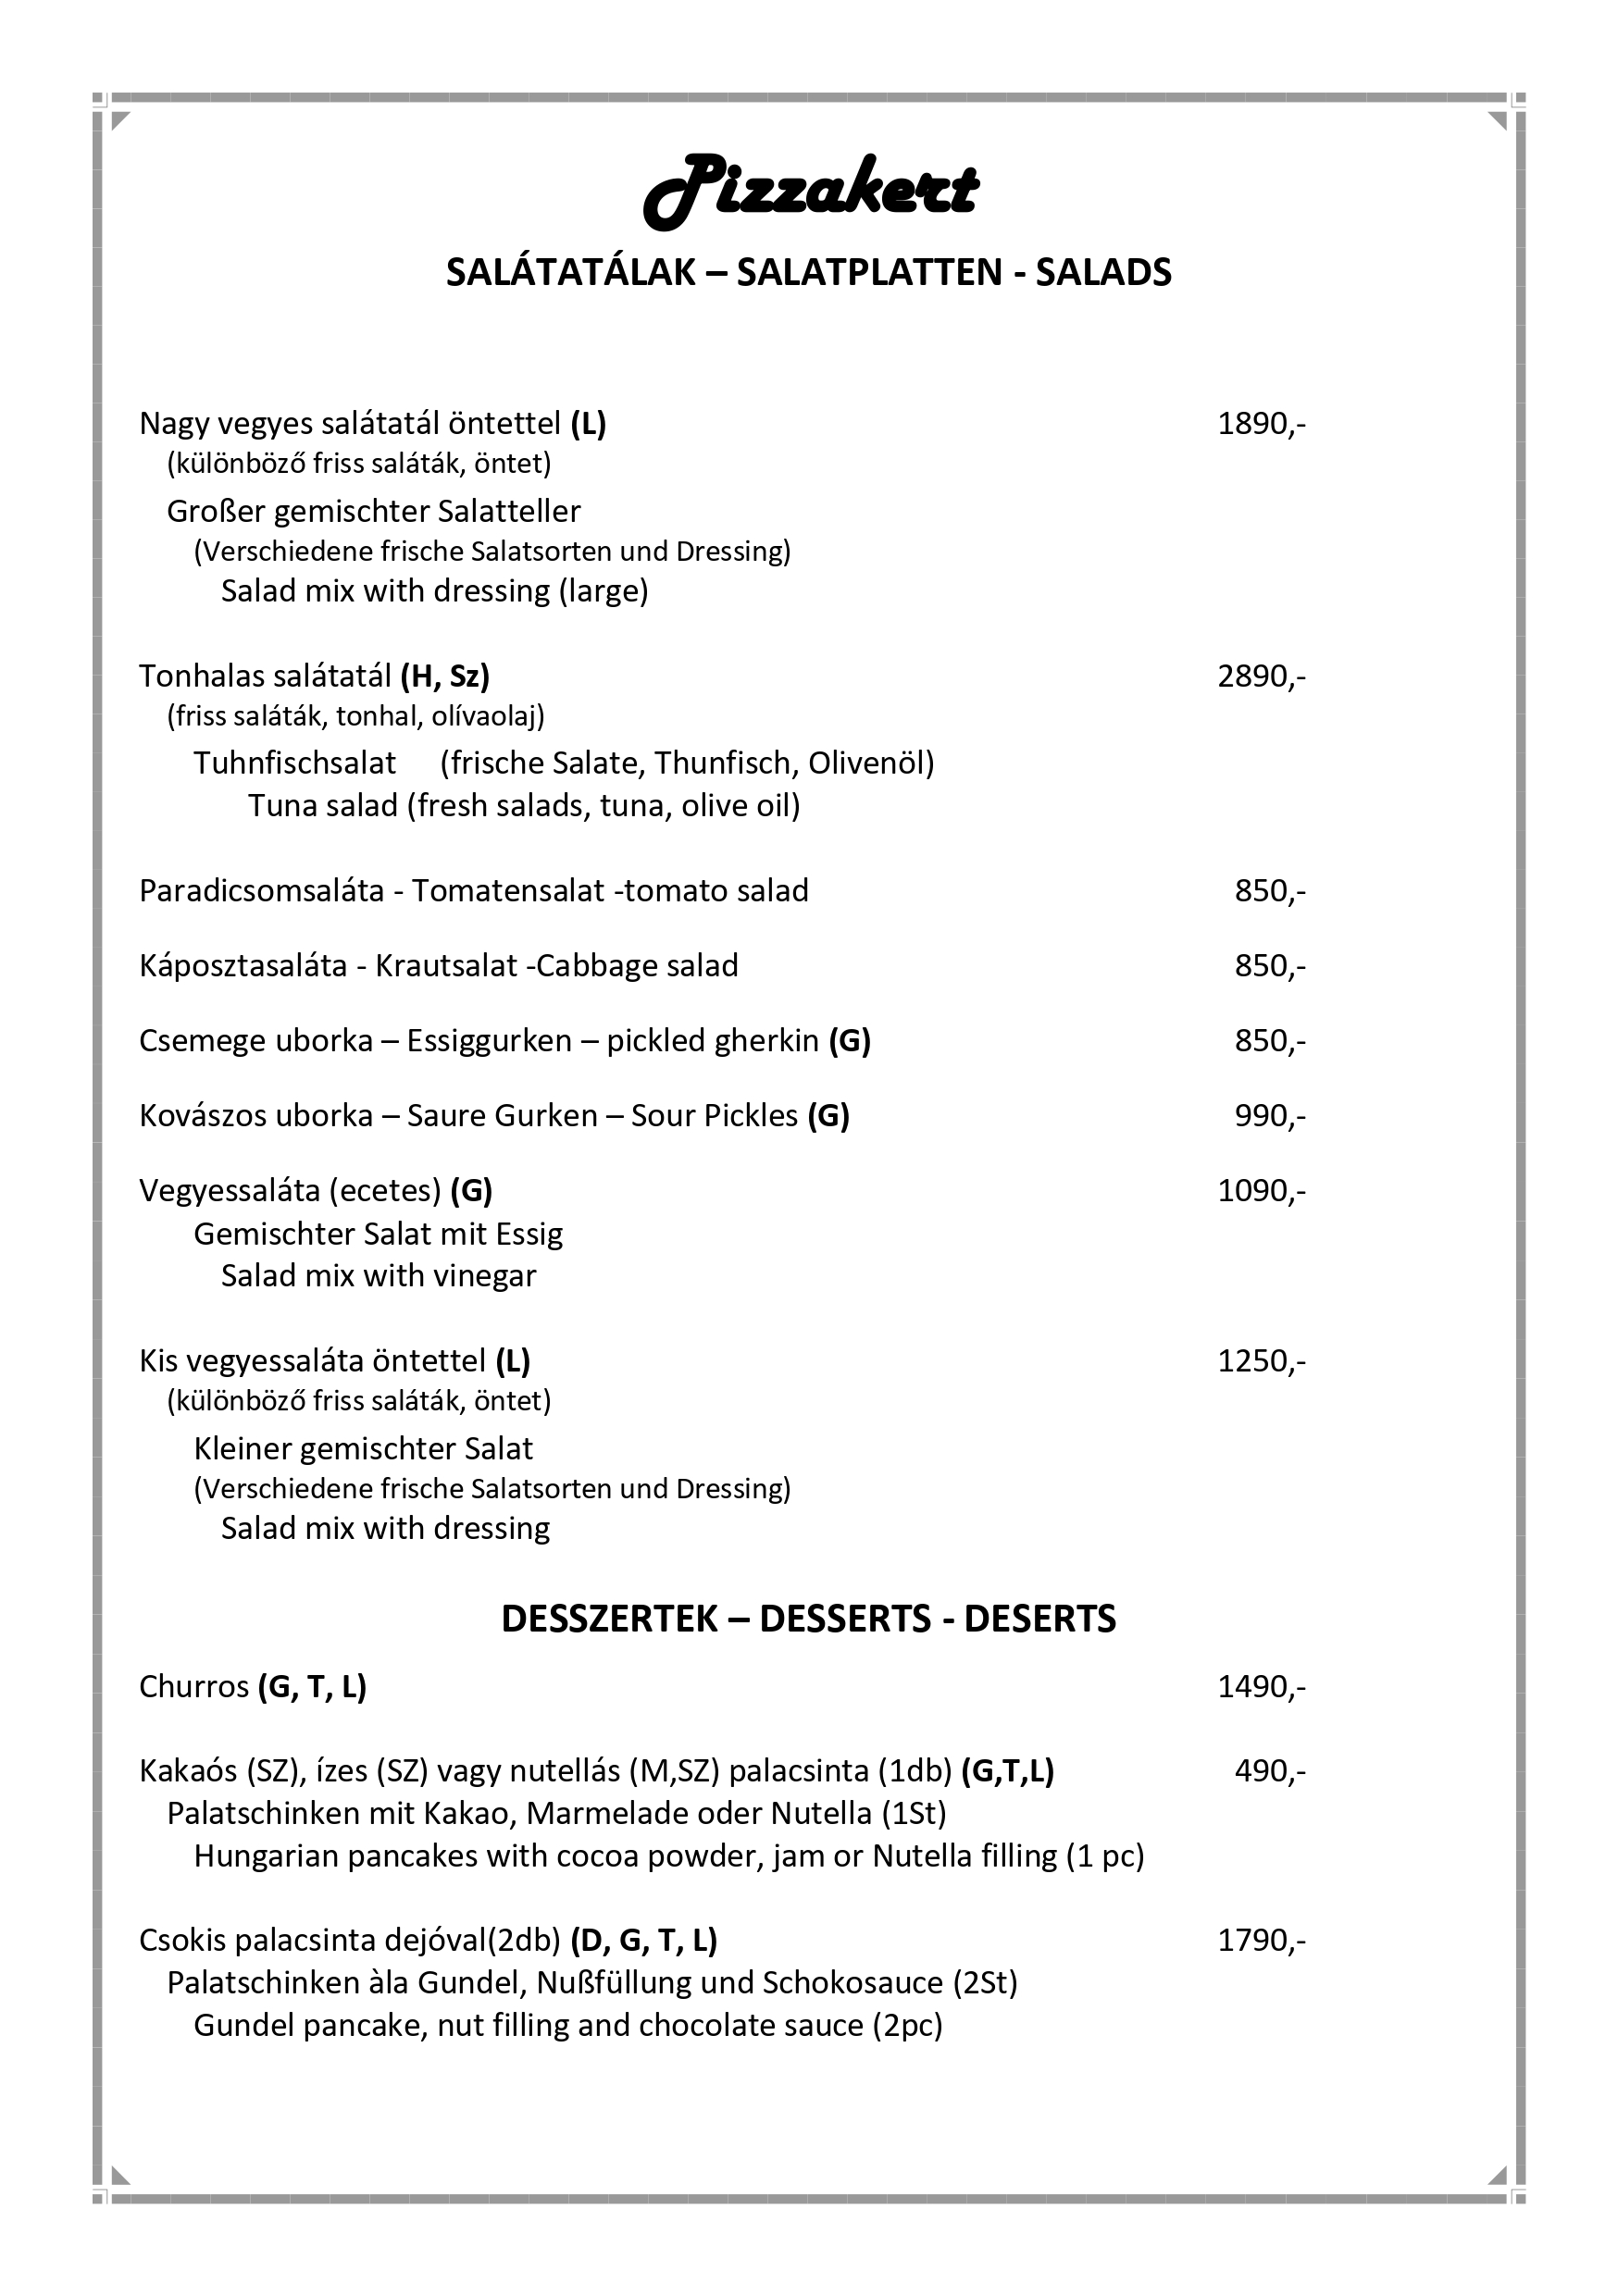 Pizzakert
SALÁTATÁLAK – SALATPLATTEN - SALADS
Nagy vegyes salátatál öntettel (L) 1890,-
(különböző friss saláták, öntet)
Großer gemischter Salatteller
(Verschiedene frische Salatsorten und Dressing)
Salad mix with dressing (large)
Tonhalas salátatál (H, Sz) 2890,-
(friss saláták, tonhal, olívaolaj)
Tuhnfischsalat (frische Salate, Thunfisch, Olivenöl)
Tuna salad (fresh salads, tuna, olive oil)
Paradicsomsaláta - Tomatensalat -tomato salad 850,-
Káposztasaláta - Krautsalat -Cabbage salad 850,-
Csemege uborka – Essiggurken – pickled gherkin (G) 850,-
Kovászos uborka – Saure Gurken – Sour Pickles (G) 990,-
Vegyessaláta (ecetes) (G) 1090,-
Gemischter Salat mit Essig
Salad mix with vinegar
Kis vegyessaláta öntettel (L) 1250,-
(különböző friss saláták, öntet)
Kleiner gemischter Salat
(Verschiedene frische Salatsorten und Dressing)
Salad mix with dressing
DESSZERTEK – DESSERTS - DESERTS
Churros (G, T, L) 1490,-
Kakaós (SZ), ízes (SZ) vagy nutellás (M,SZ) palacsinta (1db) (G,T,L) 490,-
Palatschinken mit Kakao, Marmelade oder Nutella (1St)
Hungarian pancakes with cocoa powder, jam or Nutella filling (1 pc)
Csokis palacsinta dejóval(2db) (D, G, T, L) 1790,-
Palatschinken àla Gundel, Nußfüllung und Schokosauce (2St)
Gundel pancake, nut filling and chocolate sauce (2pc)